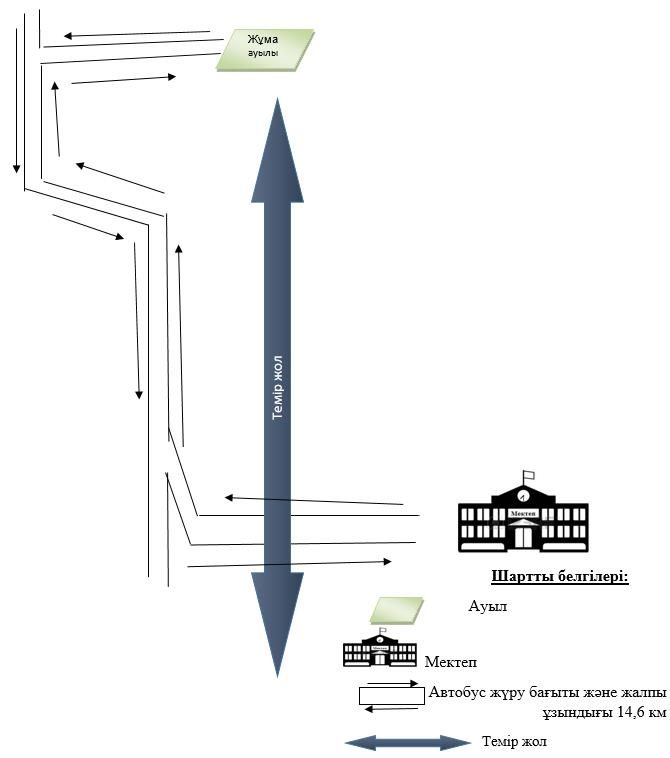 Жұма
ауылы
Темір жол
Мектеп
Шартты белгілері:
Ауыл
Мектеп
Мектеп
Автобус жүру бағыты және жалпы
ұзындығы 14,6 км
Темір жол